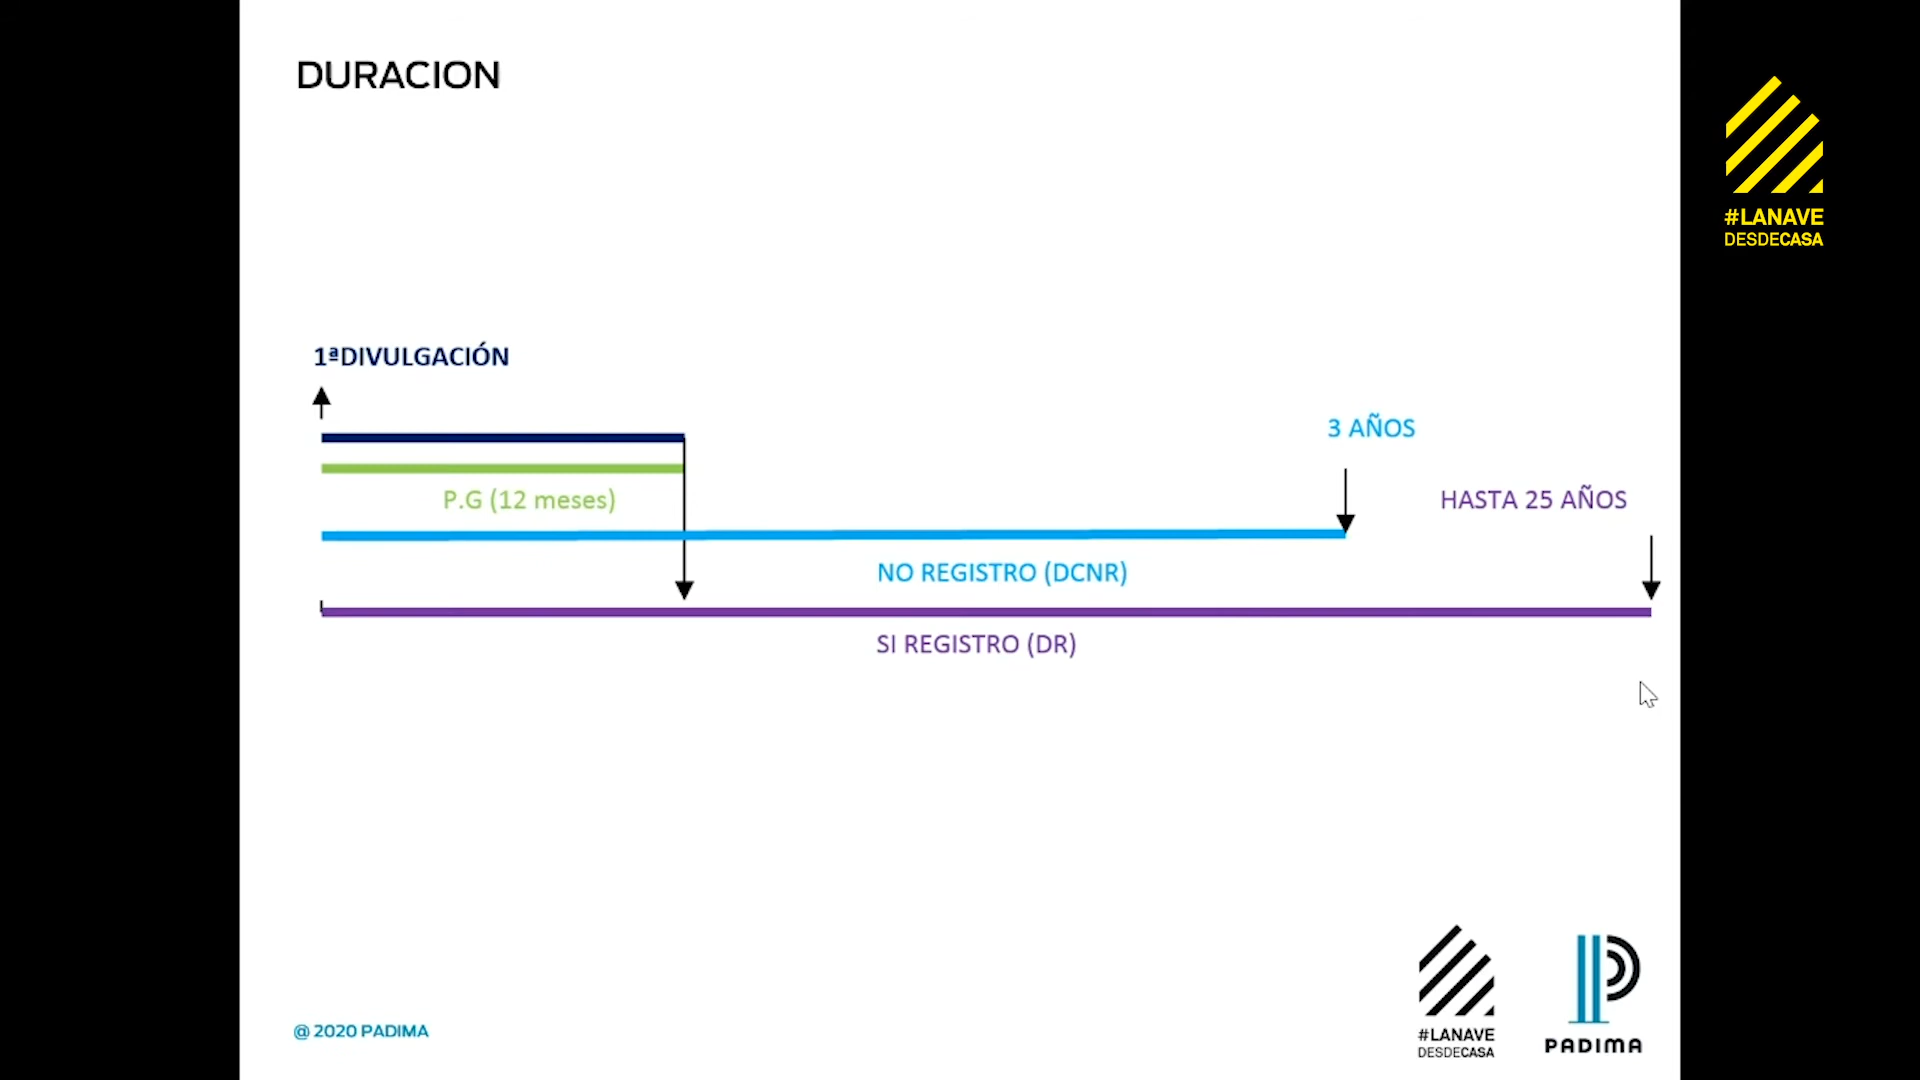 DURACION
#LANAVE
DESDECASA
1ªDIVULGACIÓN
3 AÑOS
P.G (12 meses)
HASTA 25 AÑOS
NO REGISTRO (DCNR)
SI REGISTRO (DR)
@ 2020 PADIMA
#LANAVE
DESDECASA
PADIMA